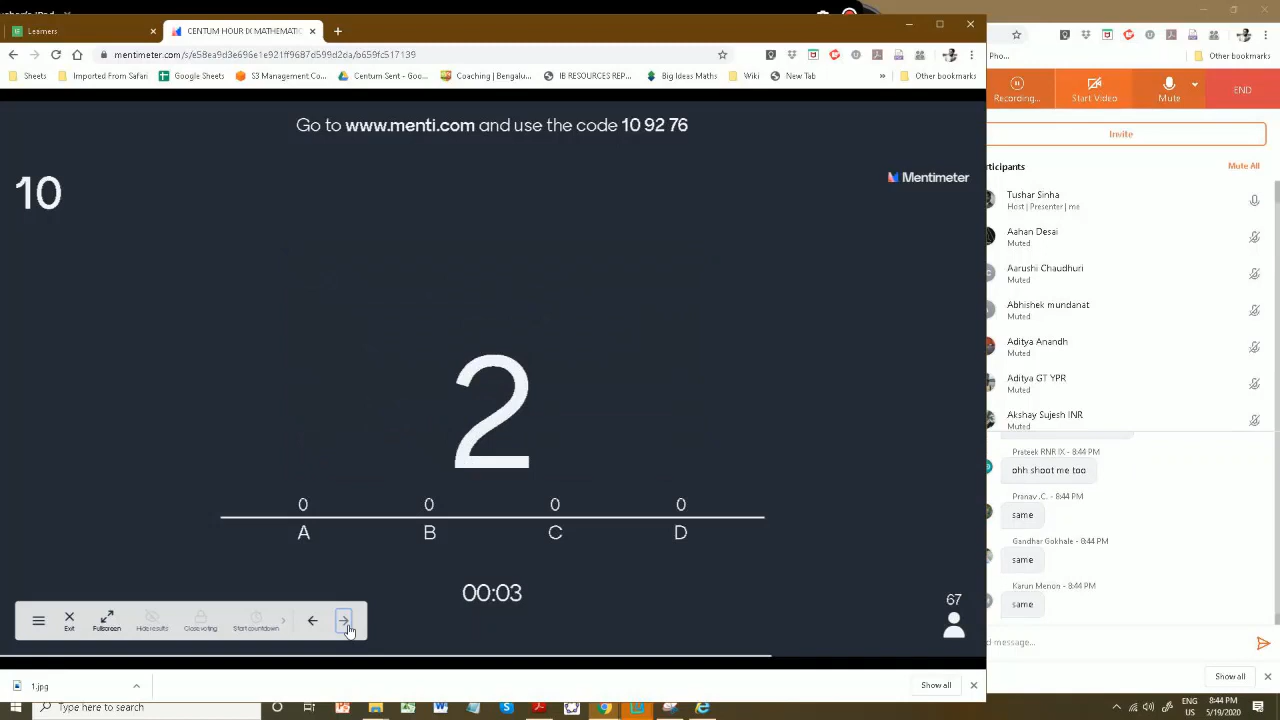 Learners
CENTUM HOUR IX MATHEMATIC
mentimeter.com/s/e58ea9d3e696e1e921ff9687d599d2da/b659fc517139
Sheets
Imported From Safari
Google Sheets
S3 Management Co...
Centum Sent - Goo...
Coaching | Bengalu...
IB RESOURCES REP...
Big Ideas Maths
Wiki
New Tab
»
Other bookmarks
Pho...
Other bookmarks
Go to www.menti.com and use the code 10 92 76
10
Mentimeter
2
0 0 0 0
A B C D
00:03
67
Exit
Fullscreen
Hide results
Close voting
Start countdown
Recording...
Start Video
Mute
END
Invite
rticipants
Mute All
Tushar Sinha
Host | Presenter | me
Aahan Desai
Muted
Aarushi Chaudhuri
Muted
Abhishek mundanat
Muted
Aditya Anandh
Muted
Aditya GT YPR
Muted
Akshay Sujesh INR
Muted
Prateek RNR IX - 8:44 PM
ohh shoot me too
Pranav .C. - 8:44 PM
same
Gandhar Gokhale - 8:44 PM
same
Karun Menon - 8:44 PM
same
d message...
1.jpg
Show all
Show all
Type here to search
ENG
US
8:44 PM
5/19/2020